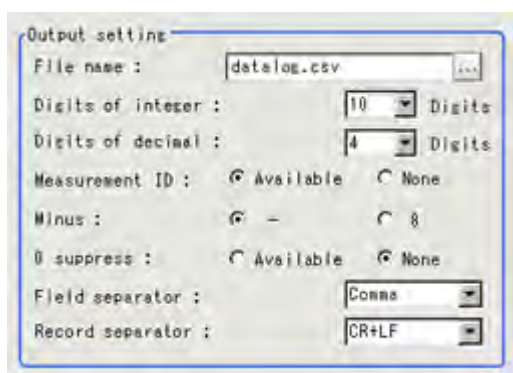 Output setting
File name : datalog.csv ...
Digits of integer : 10 Digits
Digits of decimal : 4 Digits
Measurement ID : Available None
Minus : - 8
0 suppress : Available None
Field separator : Comma
Record separator : CR+LF